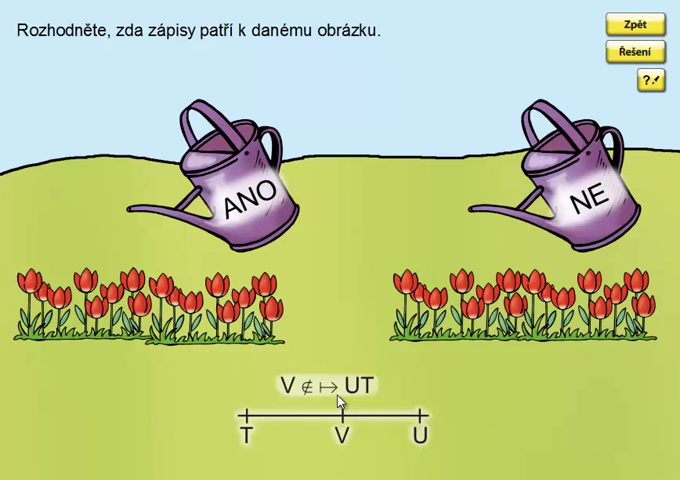 Rozhodněte, zda zápisy patří k danému obrázku.
Zpět
Řešení
?
ANO
NE
V ∉ ↦ UT
T V U